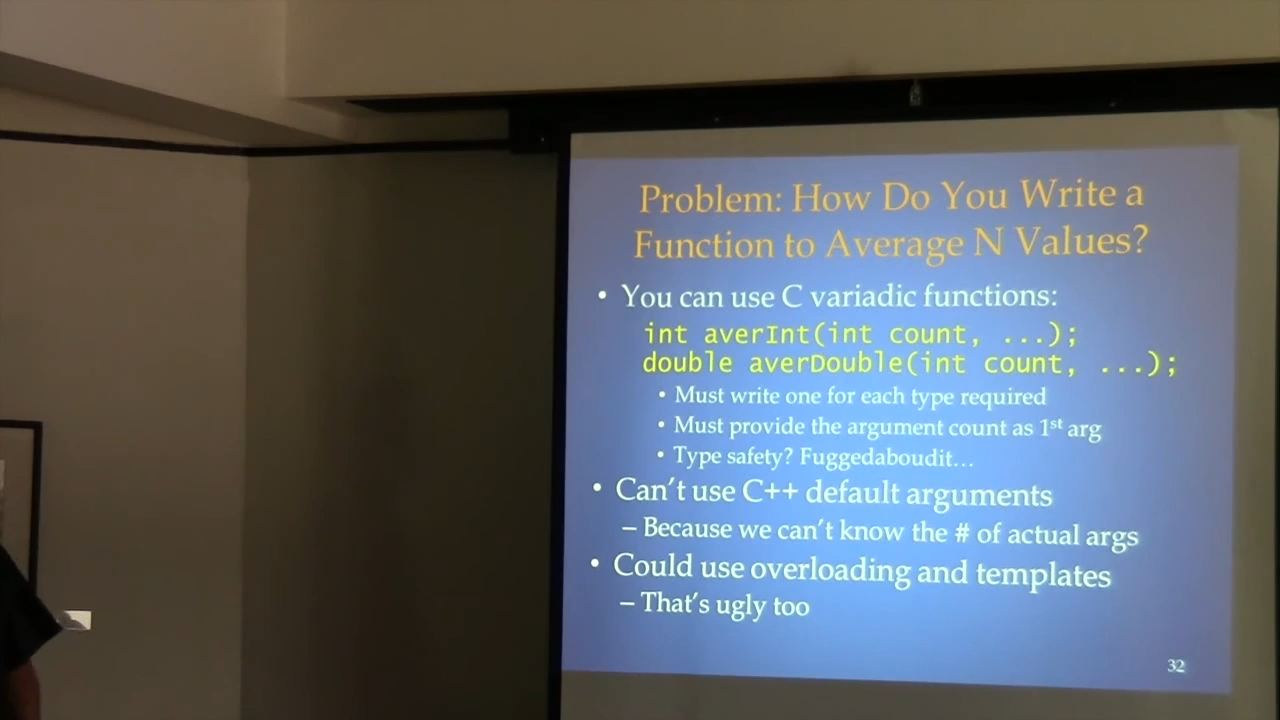 Problem: How Do You Write a
Function to Average N Values?
• You can use C variadic functions:
int averInt(int count, ...);
double averDouble(int count, ...);
• Must write one for each type required
• Must provide the argument count as 1st arg
• Type safety? Fuggedaboudit…
• Can't use C++ default arguments
– Because we can't know the # of actual args
• Could use overloading and templates
– That's ugly too
32